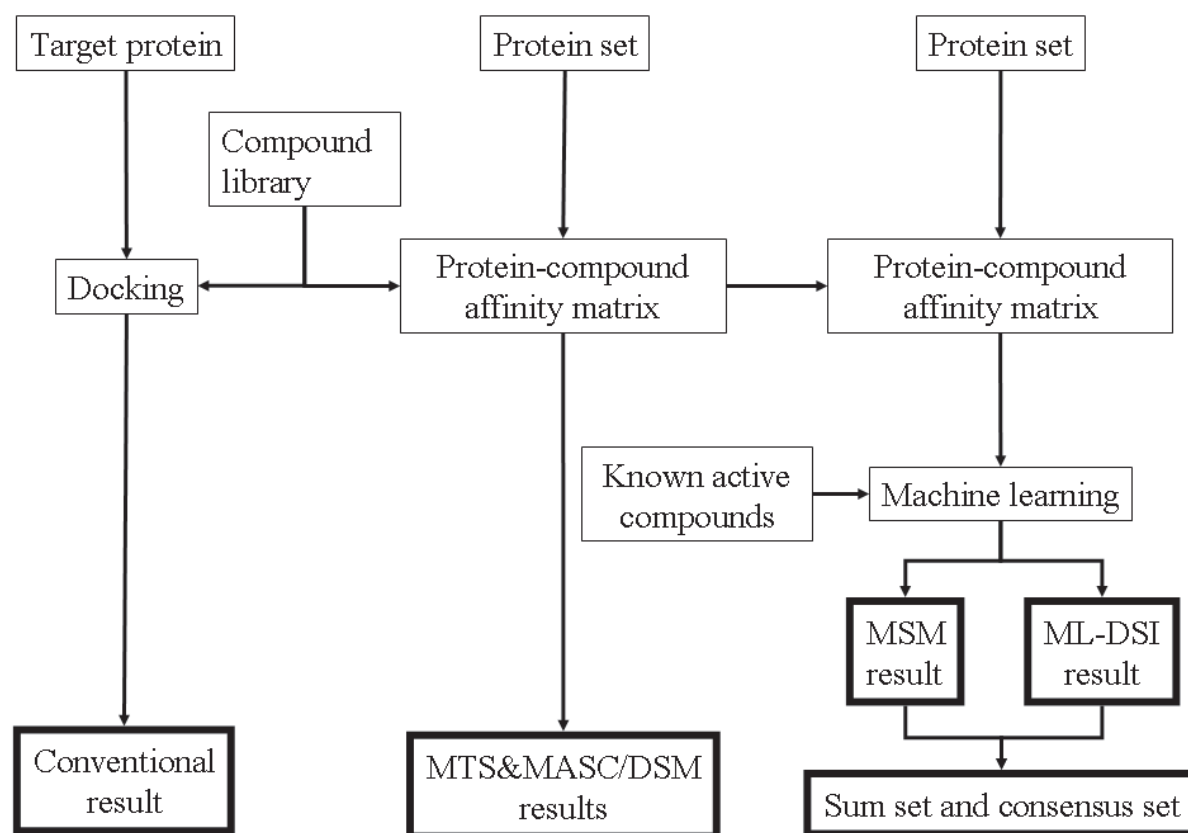 Target protein
Protein set
Protein set
Compound
library
Docking
Protein-compound
affinity matrix
Protein-compound
affinity matrix
Known active
compounds
Machine learning
MSM
result
ML-DSI
result
Conventional
result
MTS&MASC/DSM
results
Sum set and consensus set